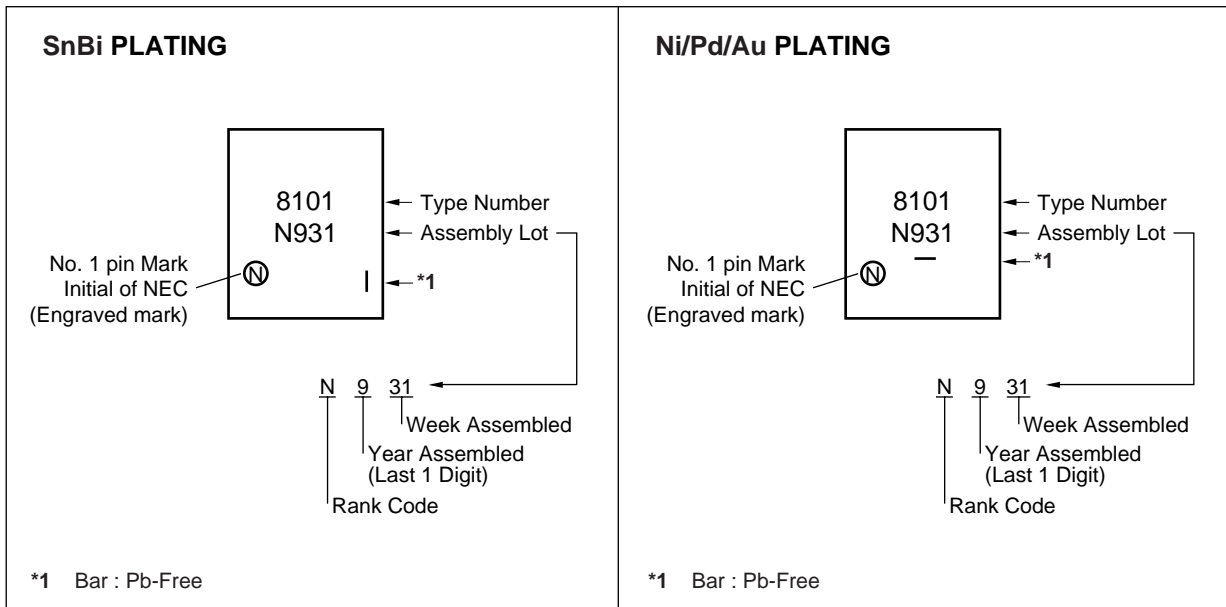 SnBi PLATING
8101
N931
N
Type Number
Assembly Lot
*1
No. 1 pin Mark
Initial of NEC
(Engraved mark)
N 9 31
Week Assembled
Year Assembled
(Last 1 Digit)
Rank Code
*1 Bar : Pb-Free
Ni/Pd/Au PLATING
8101
N931
N
Type Number
Assembly Lot
*1
No. 1 pin Mark
Initial of NEC
(Engraved mark)
N 9 31
Week Assembled
Year Assembled
(Last 1 Digit)
Rank Code
*1 Bar : Pb-Free